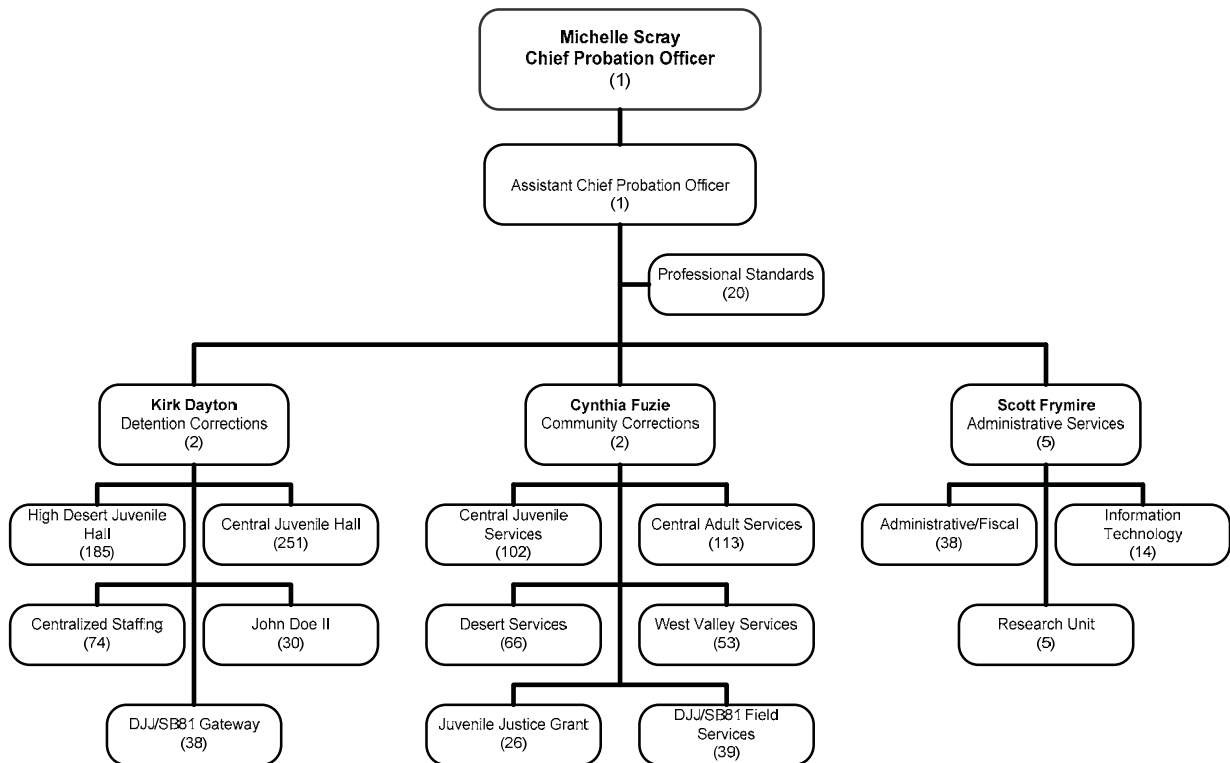 Michelle Scray
Chief Probation Officer
(1)
Assistant Chief Probation Officer
(1)
Professional Standards
(20)
Kirk Dayton
Detention Corrections
(2)
Cynthia Fuzie
Community Corrections
(2)
Scott Frymire
Administrative Services
(5)
High Desert Juvenile
Hall
(185)
Central Juvenile Hall
(251)
Central Juvenile
Services
(102)
Central Adult Services
(113)
Administrative/Fiscal
(38)
Information
Technology
(14)
Centralized Staffing
(74)
John Doe II
(30)
Desert Services
(66)
West Valley Services
(53)
Research Unit
(5)
DJJ/SB81 Gateway
(38)
Juvenile Justice Grant
(26)
DJJ/SB81 Field
Services
(39)